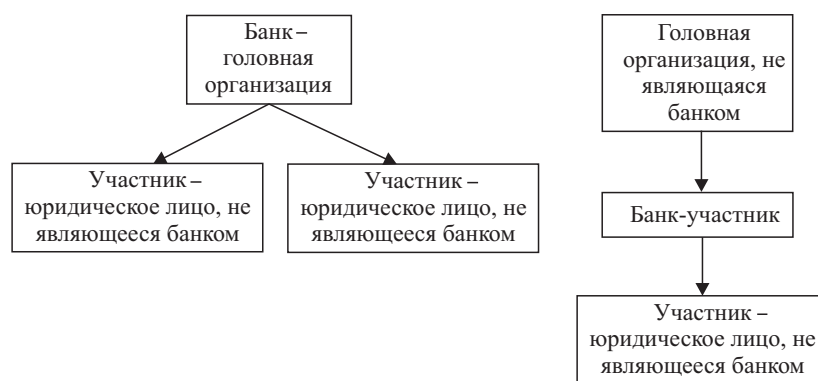 Банк –
головная
организация
Участник –
юридическое лицо, не
являющееся банком
Участник –
юридическое лицо, не
являющееся банком
Головная
организация, не
являющаяся
банком
Банк-участник
Участник –
юридическое лицо, не
являющееся банком